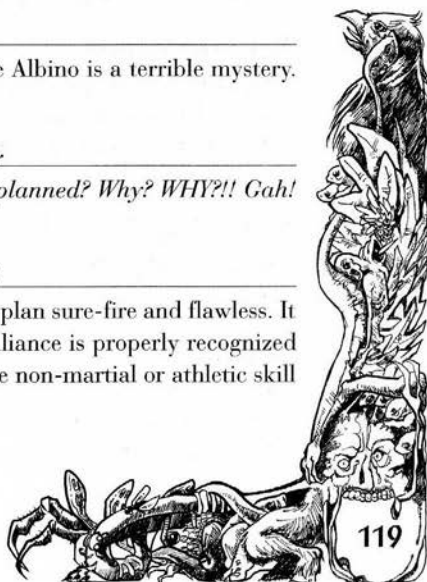 Albino is a terrible mystery.
planned? Why? WHY?!! Gah!
plan sure-fire and flawless. It
is properly recognized
non-martial or athletic skill
119